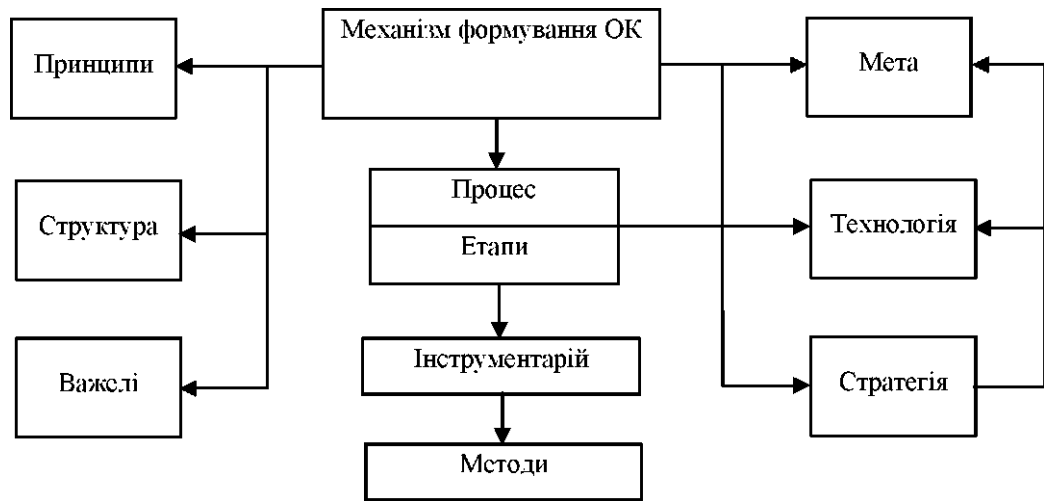 Механізм формування ОК
Принципи
Мета
Процес
Структура
Технологія
Етапи
Інструментарій
Важелі
Стратегія
Методи